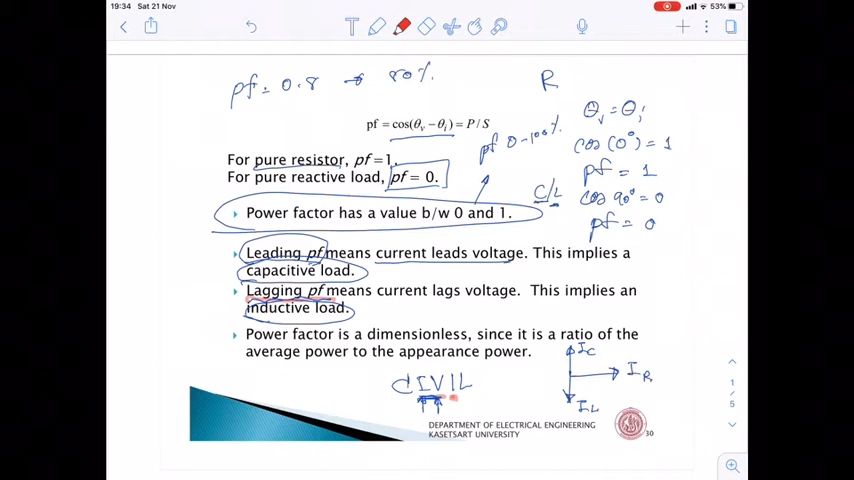 19:34 Sat 21 Nov
53%
pf = 0.8 → 80%
R
pf = cos(θv – θi) = P / S
θv = θi
pf 0-100%
cos(0°) = 1
For pure resistor, pf =1.
pf = 1
For pure reactive load, pf = 0.
C/L
cos 90° = 0
Power factor has a value b/w 0 and 1.
pf = 0
Leading pf means current leads voltage. This implies a
capacitive load.
Lagging pf means current lags voltage. This implies an
inductive load.
Power factor is a dimensionless, since it is a ratio of the
average power to the appearance power.
IC
IR
IL
CIVIL
1
/
5
DEPARTMENT OF ELECTRICAL ENGINEERING
KASETSART UNIVERSITY
30